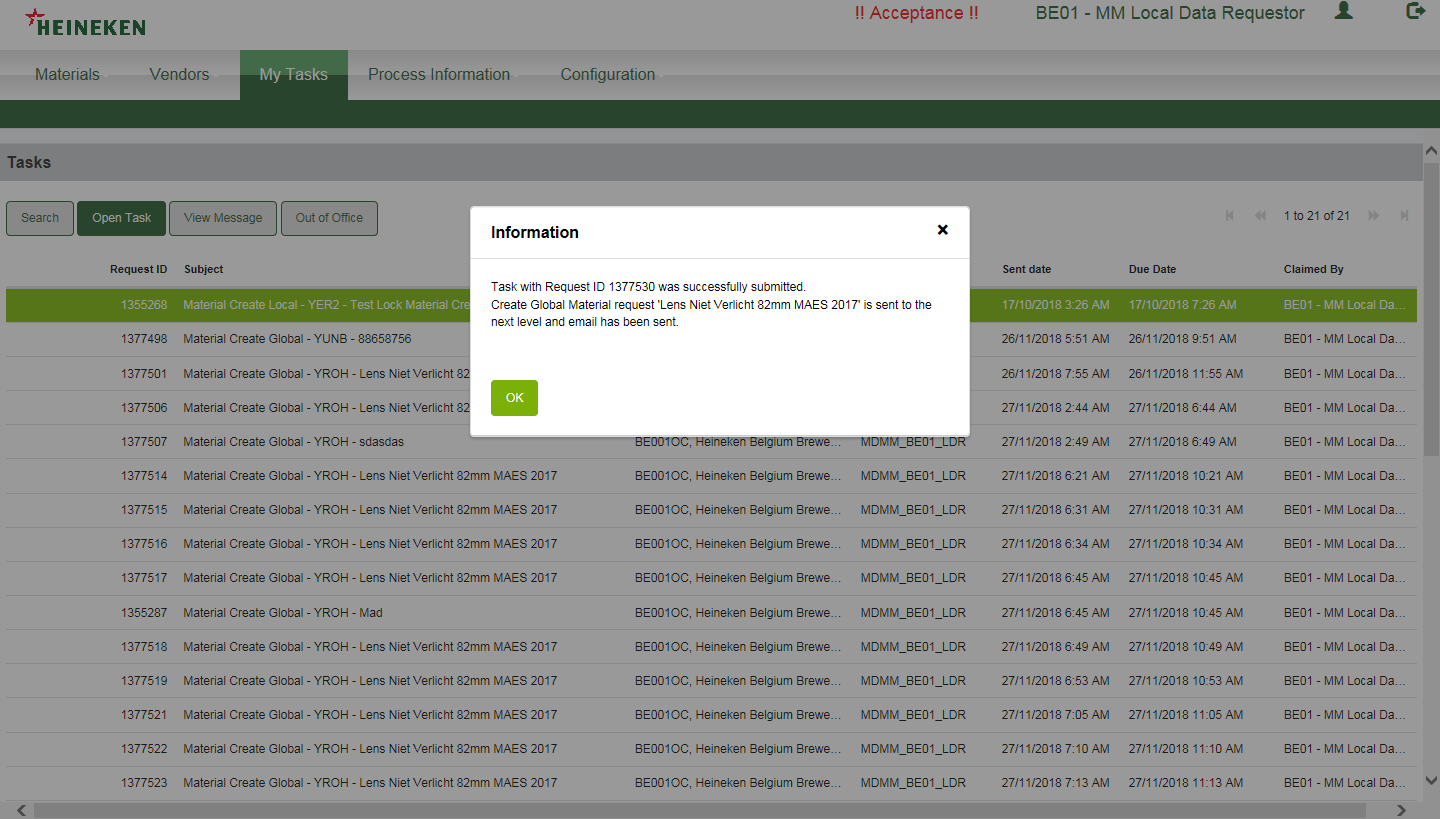 HEINEKEN
!! Acceptance !!
BE01 - MM Local Data Requestor
Materials
Vendors
My Tasks
Process Information
Configuration
Tasks
Search
Open Task
View Message
Out of Office
1 to 21 of 21
Information
Task with Request ID 1377530 was successfully submitted.
Create Global Material request 'Lens Niet Verlicht 82mm MAES 2017' is sent to the
next level and email has been sent.
OK
Request ID Subject Sent date Due Date Claimed By
1355268 Material Create Local - YER2 - Test Lock Material Cre 17/10/2018 3:26 AM 17/10/2018 7:26 AM BE01 - MM Local Da...
1377498 Material Create Global - YUNB - 88658756 26/11/2018 5:51 AM 26/11/2018 9:51 AM BE01 - MM Local Da...
1377501 Material Create Global - YROH - Lens Niet Verlicht 82 26/11/2018 7:55 AM 26/11/2018 11:55 AM BE01 - MM Local Da...
1377506 Material Create Global - YROH - Lens Niet Verlicht 82 27/11/2018 2:44 AM 27/11/2018 6:44 AM BE01 - MM Local Da...
1377507 Material Create Global - YROH - sdasdas BE001OC, Heineken Belgium Brewe... MDMM_BE01_LDR 27/11/2018 2:49 AM 27/11/2018 6:49 AM BE01 - MM Local Da...
1377514 Material Create Global - YROH - Lens Niet Verlicht 82mm MAES 2017 BE001OC, Heineken Belgium Brewe... MDMM_BE01_LDR 27/11/2018 6:21 AM 27/11/2018 10:21 AM BE01 - MM Local Da...
1377515 Material Create Global - YROH - Lens Niet Verlicht 82mm MAES 2017 BE001OC, Heineken Belgium Brewe... MDMM_BE01_LDR 27/11/2018 6:31 AM 27/11/2018 10:31 AM BE01 - MM Local Da...
1377516 Material Create Global - YROH - Lens Niet Verlicht 82mm MAES 2017 BE001OC, Heineken Belgium Brewe... MDMM_BE01_LDR 27/11/2018 6:34 AM 27/11/2018 10:34 AM BE01 - MM Local Da...
1377517 Material Create Global - YROH - Lens Niet Verlicht 82mm MAES 2017 BE001OC, Heineken Belgium Brewe... MDMM_BE01_LDR 27/11/2018 6:45 AM 27/11/2018 10:45 AM BE01 - MM Local Da...
1355287 Material Create Global - YROH - Mad BE001OC, Heineken Belgium Brewe... MDMM_BE01_LDR 27/11/2018 6:45 AM 27/11/2018 10:45 AM BE01 - MM Local Da...
1377518 Material Create Global - YROH - Lens Niet Verlicht 82mm MAES 2017 BE001OC, Heineken Belgium Brewe... MDMM_BE01_LDR 27/11/2018 6:49 AM 27/11/2018 10:49 AM BE01 - MM Local Da...
1377519 Material Create Global - YROH - Lens Niet Verlicht 82mm MAES 2017 BE001OC, Heineken Belgium Brewe... MDMM_BE01_LDR 27/11/2018 6:53 AM 27/11/2018 10:53 AM BE01 - MM Local Da...
1377521 Material Create Global - YROH - Lens Niet Verlicht 82mm MAES 2017 BE001OC, Heineken Belgium Brewe... MDMM_BE01_LDR 27/11/2018 7:05 AM 27/11/2018 11:05 AM BE01 - MM Local Da...
1377522 Material Create Global - YROH - Lens Niet Verlicht 82mm MAES 2017 BE001OC, Heineken Belgium Brewe... MDMM_BE01_LDR 27/11/2018 7:10 AM 27/11/2018 11:10 AM BE01 - MM Local Da...
1377523 Material Create Global - YROH - Lens Niet Verlicht 82mm MAES 2017 BE001OC, Heineken Belgium Brewe... MDMM_BE01_LDR 27/11/2018 7:13 AM 27/11/2018 11:13 AM BE01 - MM Local Da...